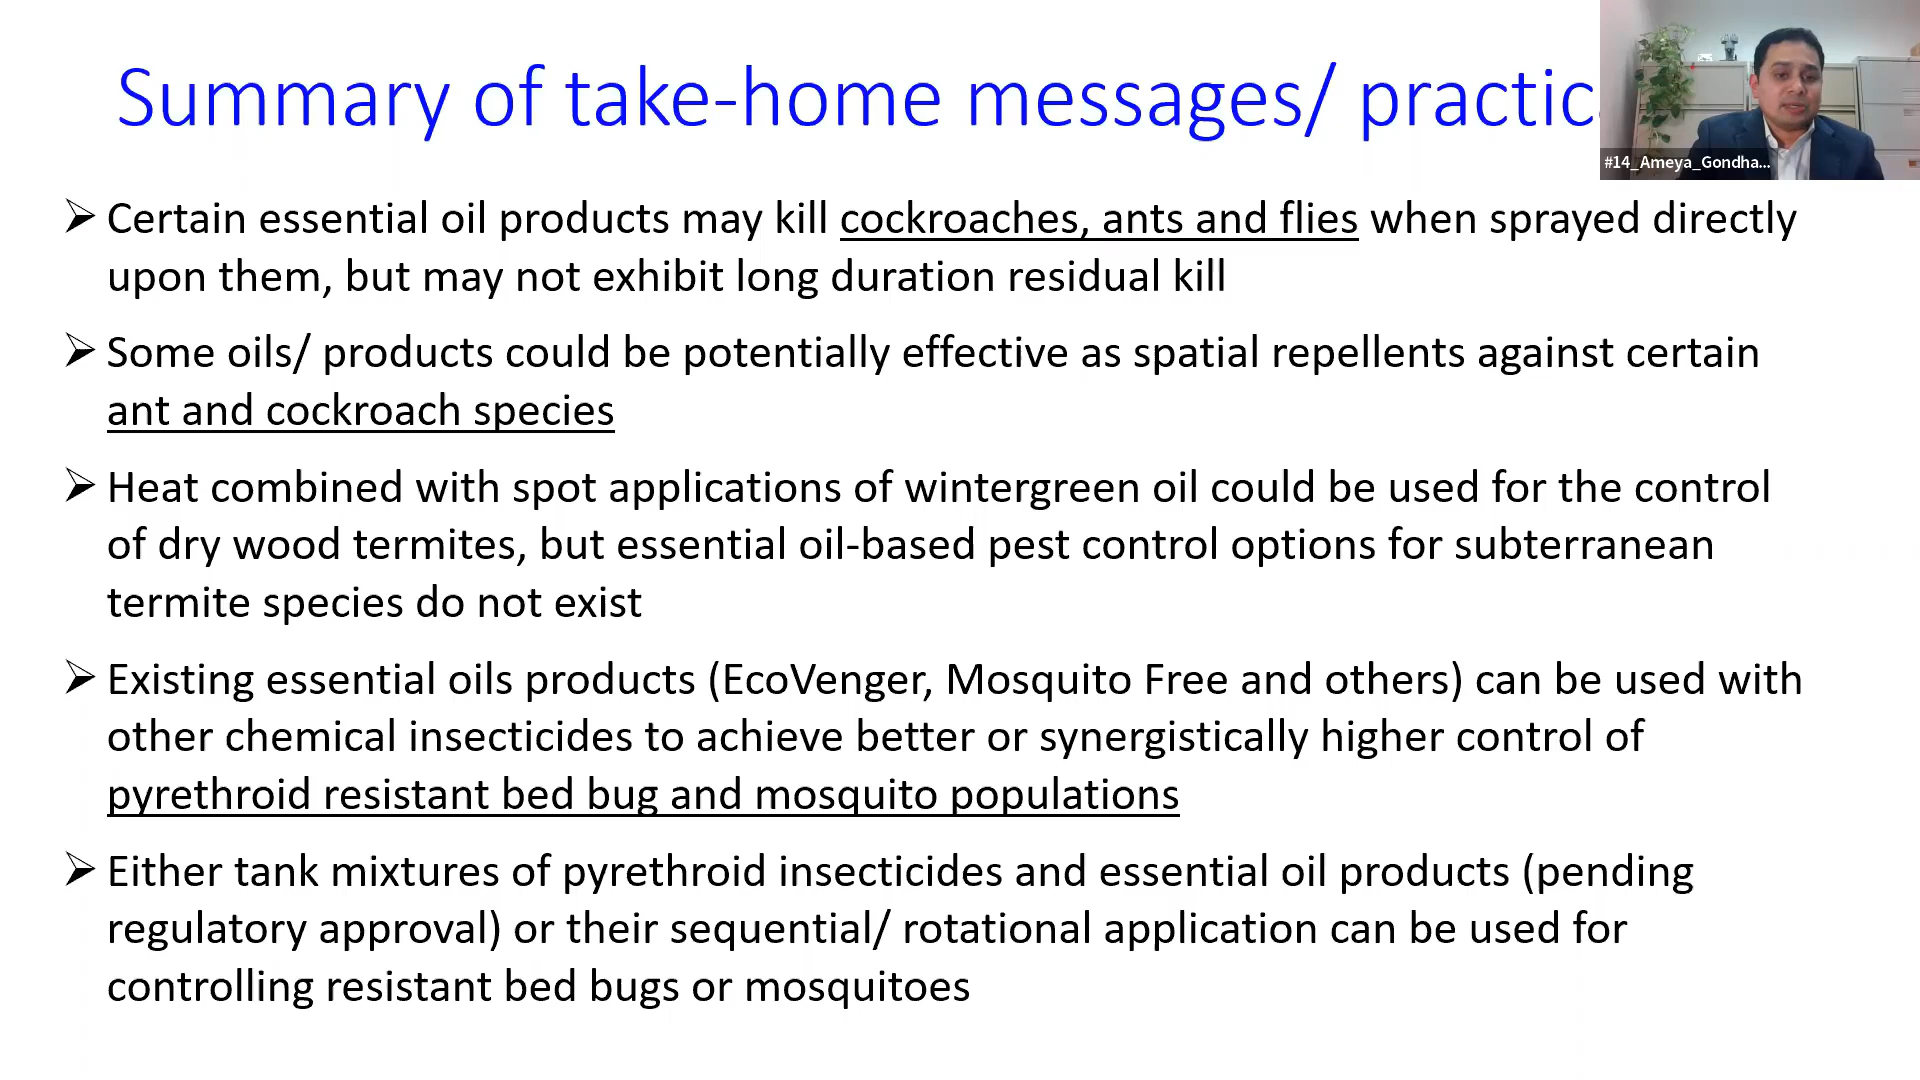 Summary of take-home messages/ practica
#14_Ameya_Gondha...
➢ Certain essential oil products may kill cockroaches, ants and flies when sprayed directly
upon them, but may not exhibit long duration residual kill
➢ Some oils/ products could be potentially effective as spatial repellents against certain
ant and cockroach species
➢ Heat combined with spot applications of wintergreen oil could be used for the control
of dry wood termites, but essential oil-based pest control options for subterranean
termite species do not exist
➢ Existing essential oils products (EcoVenger, Mosquito Free and others) can be used with
other chemical insecticides to achieve better or synergistically higher control of
pyrethroid resistant bed bug and mosquito populations
➢ Either tank mixtures of pyrethroid insecticides and essential oil products (pending
regulatory approval) or their sequential/ rotational application can be used for
controlling resistant bed bugs or mosquitoes